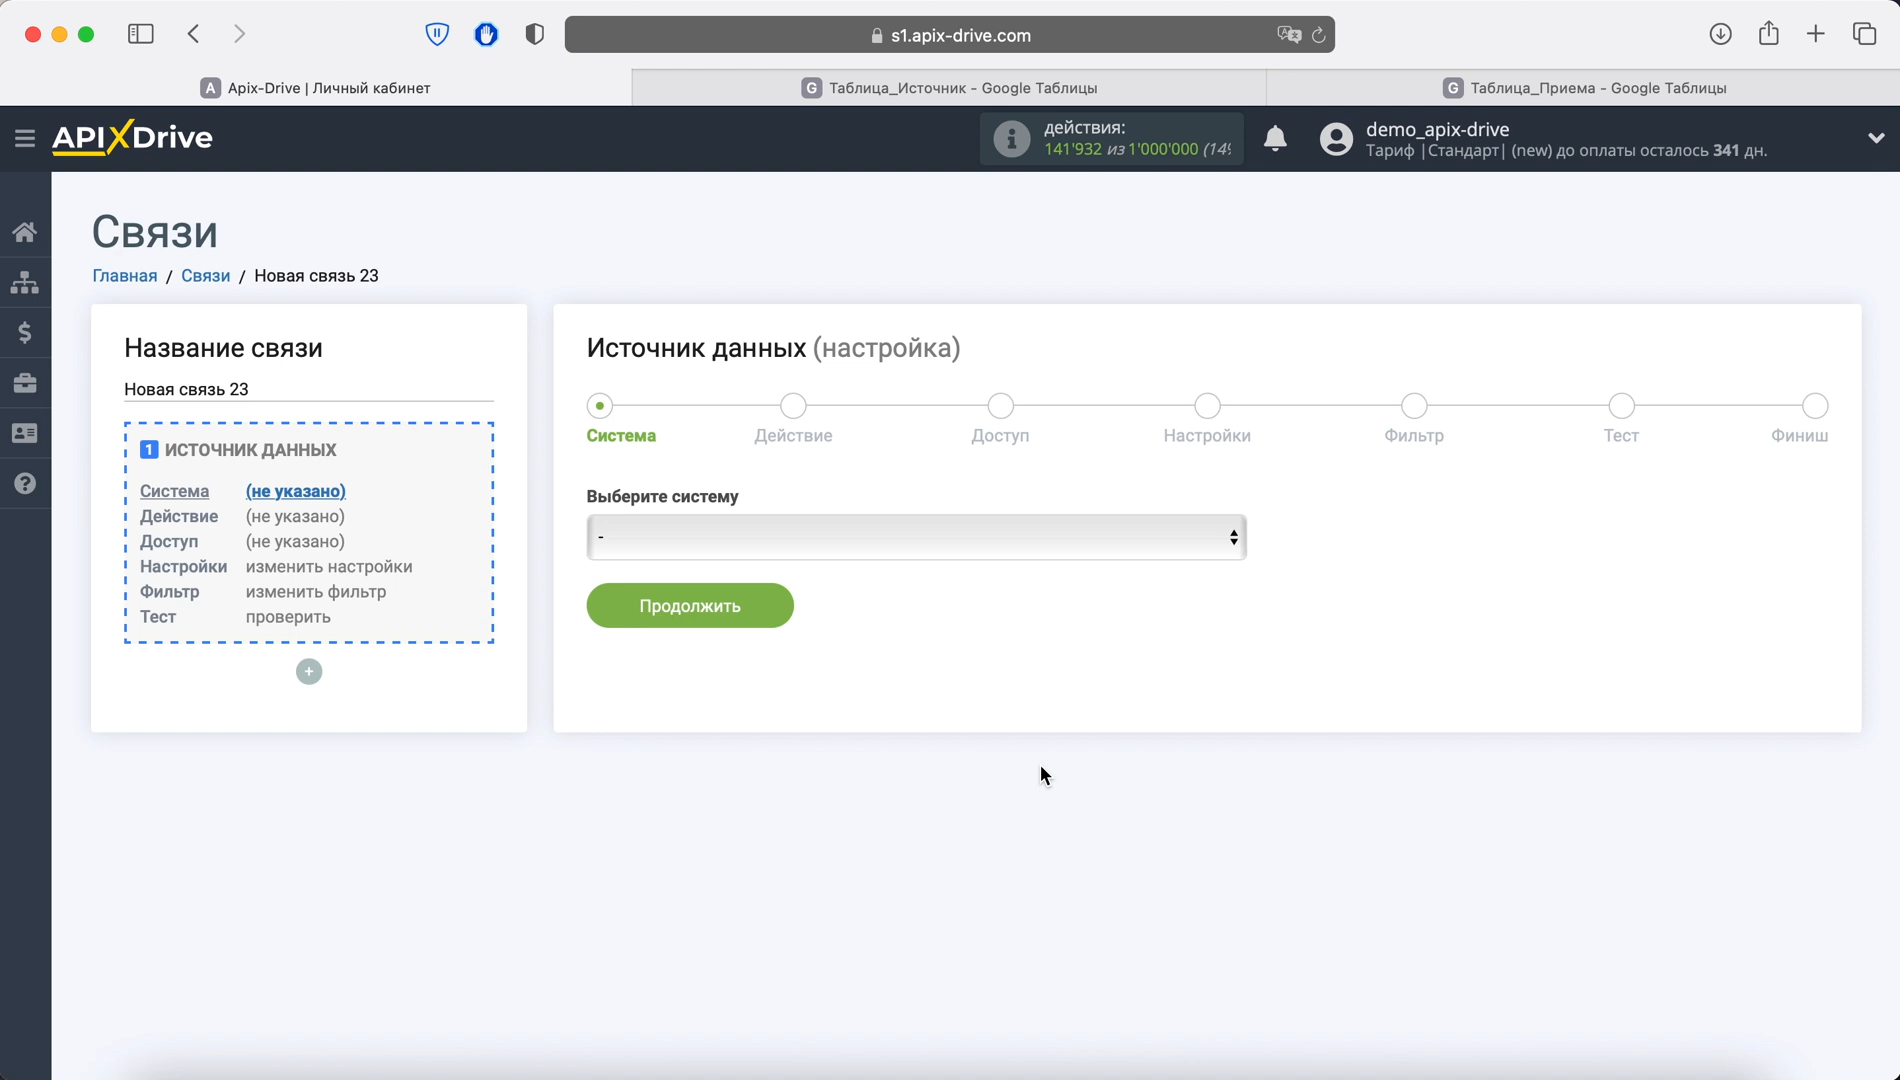 s1.apix-drive.com
A Apix-Drive | Личный кабинет
G Таблица_Источник - Google Таблицы
G Таблица_Приема - Google Таблицы
APIXDrive
действия:
141'932 из 1'000'000 (14%
demo_apix-drive
Тариф |Стандарт| (new) до оплаты осталось 341 дн.
Связи
Главная / Связи / Новая связь 23
Название связи
Новая связь 23
1 ИСТОЧНИК ДАННЫХ
Система (не указано)
Действие (не указано)
Доступ (не указано)
Настройки изменить настройки
Фильтр изменить фильтр
Тест проверить
+
Источник данных (настройка)
Система
Действие
Доступ
Настройки
Фильтр
Тест
Финиш
Выберите систему
-
Продолжить